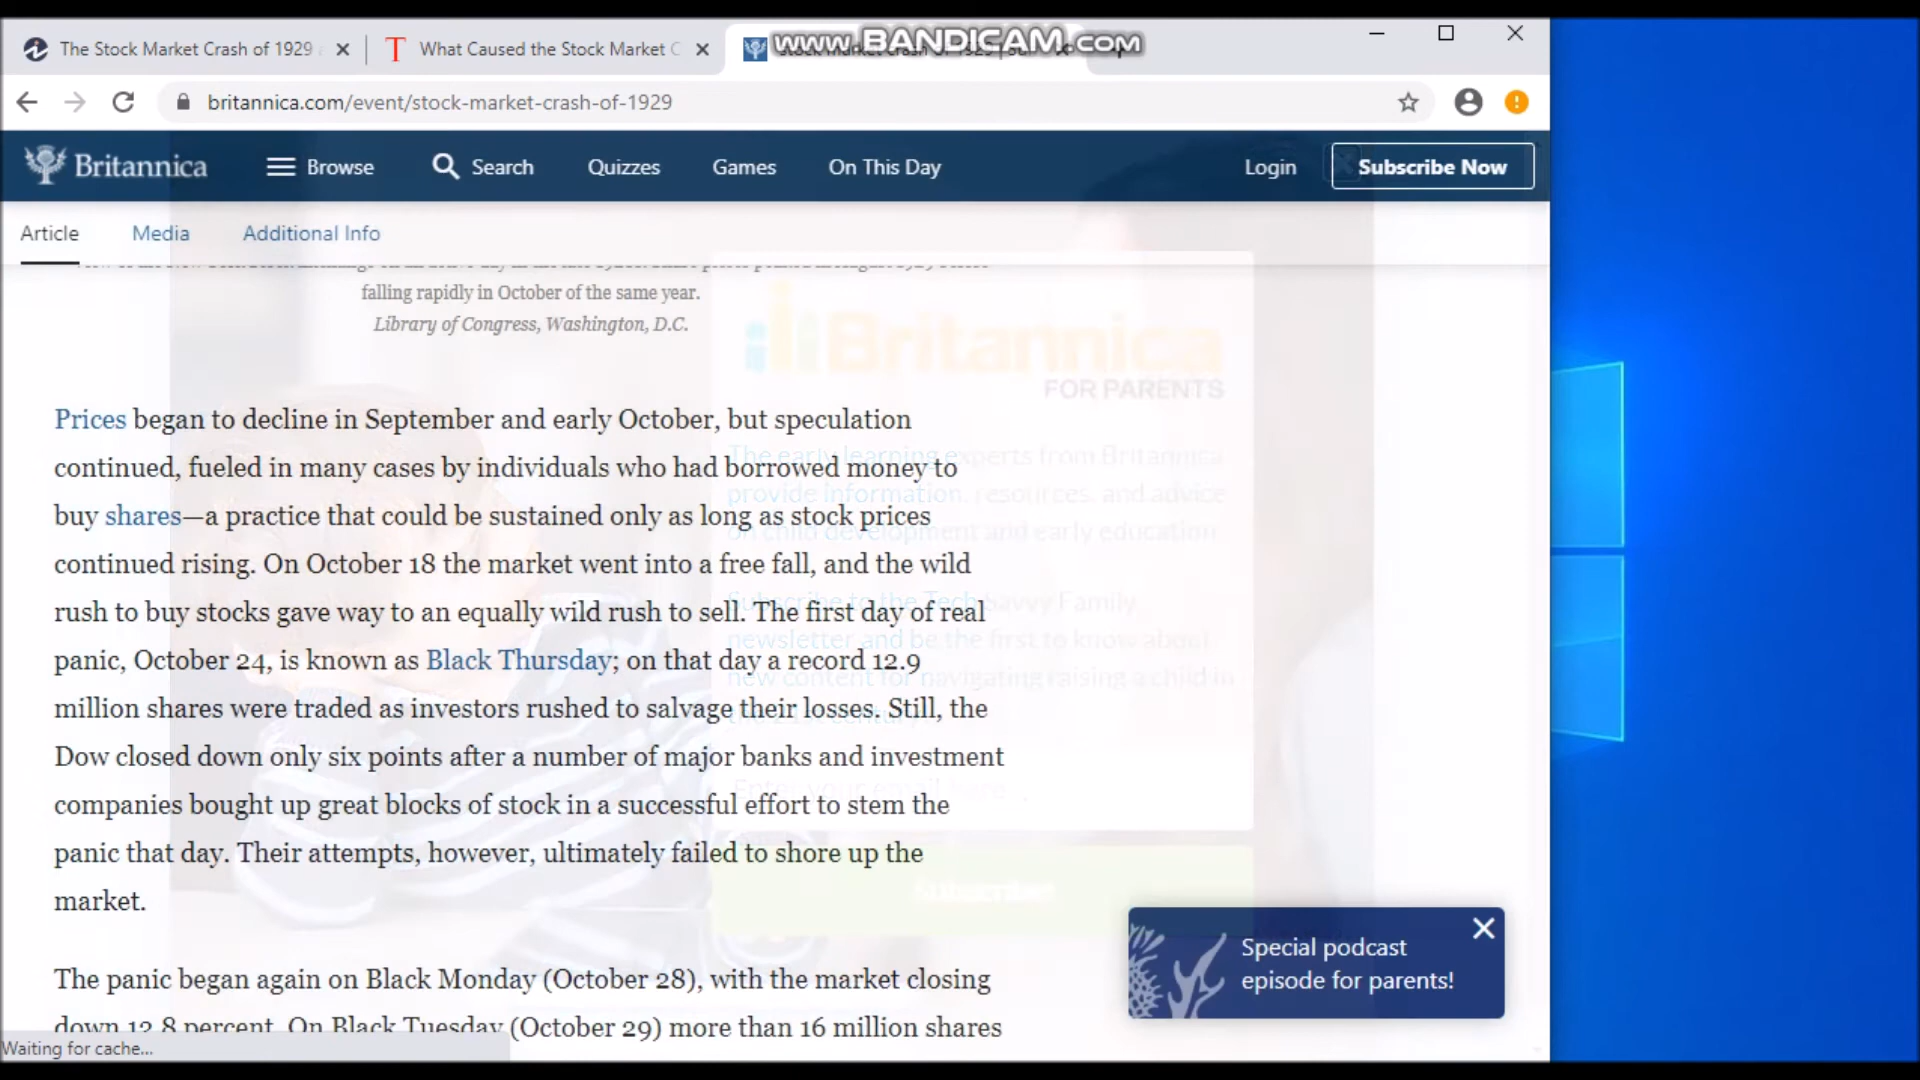 The Stock Market Crash of 1929
What Caused the Stock Market C
www.BANDICAM.com
britannica.com/event/stock-market-crash-of-1929
Britannica
Browse
Search
Quizzes
Games
On This Day
Login
Subscribe Now
Article
Media
Additional Info
falling rapidly in October of the same year.
Library of Congress, Washington, D.C.
Britannica
FOR PARENTS
The early learning experts from Britannica
provide information, resources, and advice
on child development and early education
Subscribe to the Tech Savvy Family
newsletter and be the first to know about
new content for navigating raising a child in
the 21st century
Enter your email here...
Subscribe
Prices began to decline in September and early October, but speculation
continued, fueled in many cases by individuals who had borrowed money to
buy shares—a practice that could be sustained only as long as stock prices
continued rising. On October 18 the market went into a free fall, and the wild
rush to buy stocks gave way to an equally wild rush to sell. The first day of real
panic, October 24, is known as Black Thursday; on that day a record 12.9
million shares were traded as investors rushed to salvage their losses. Still, the
Dow closed down only six points after a number of major banks and investment
companies bought up great blocks of stock in a successful effort to stem the
panic that day. Their attempts, however, ultimately failed to shore up the
market.
Special podcast
episode for parents!
The panic began again on Black Monday (October 28), with the market closing
down 12.8 percent. On Black Tuesday (October 29) more than 16 million shares
Waiting for cache...